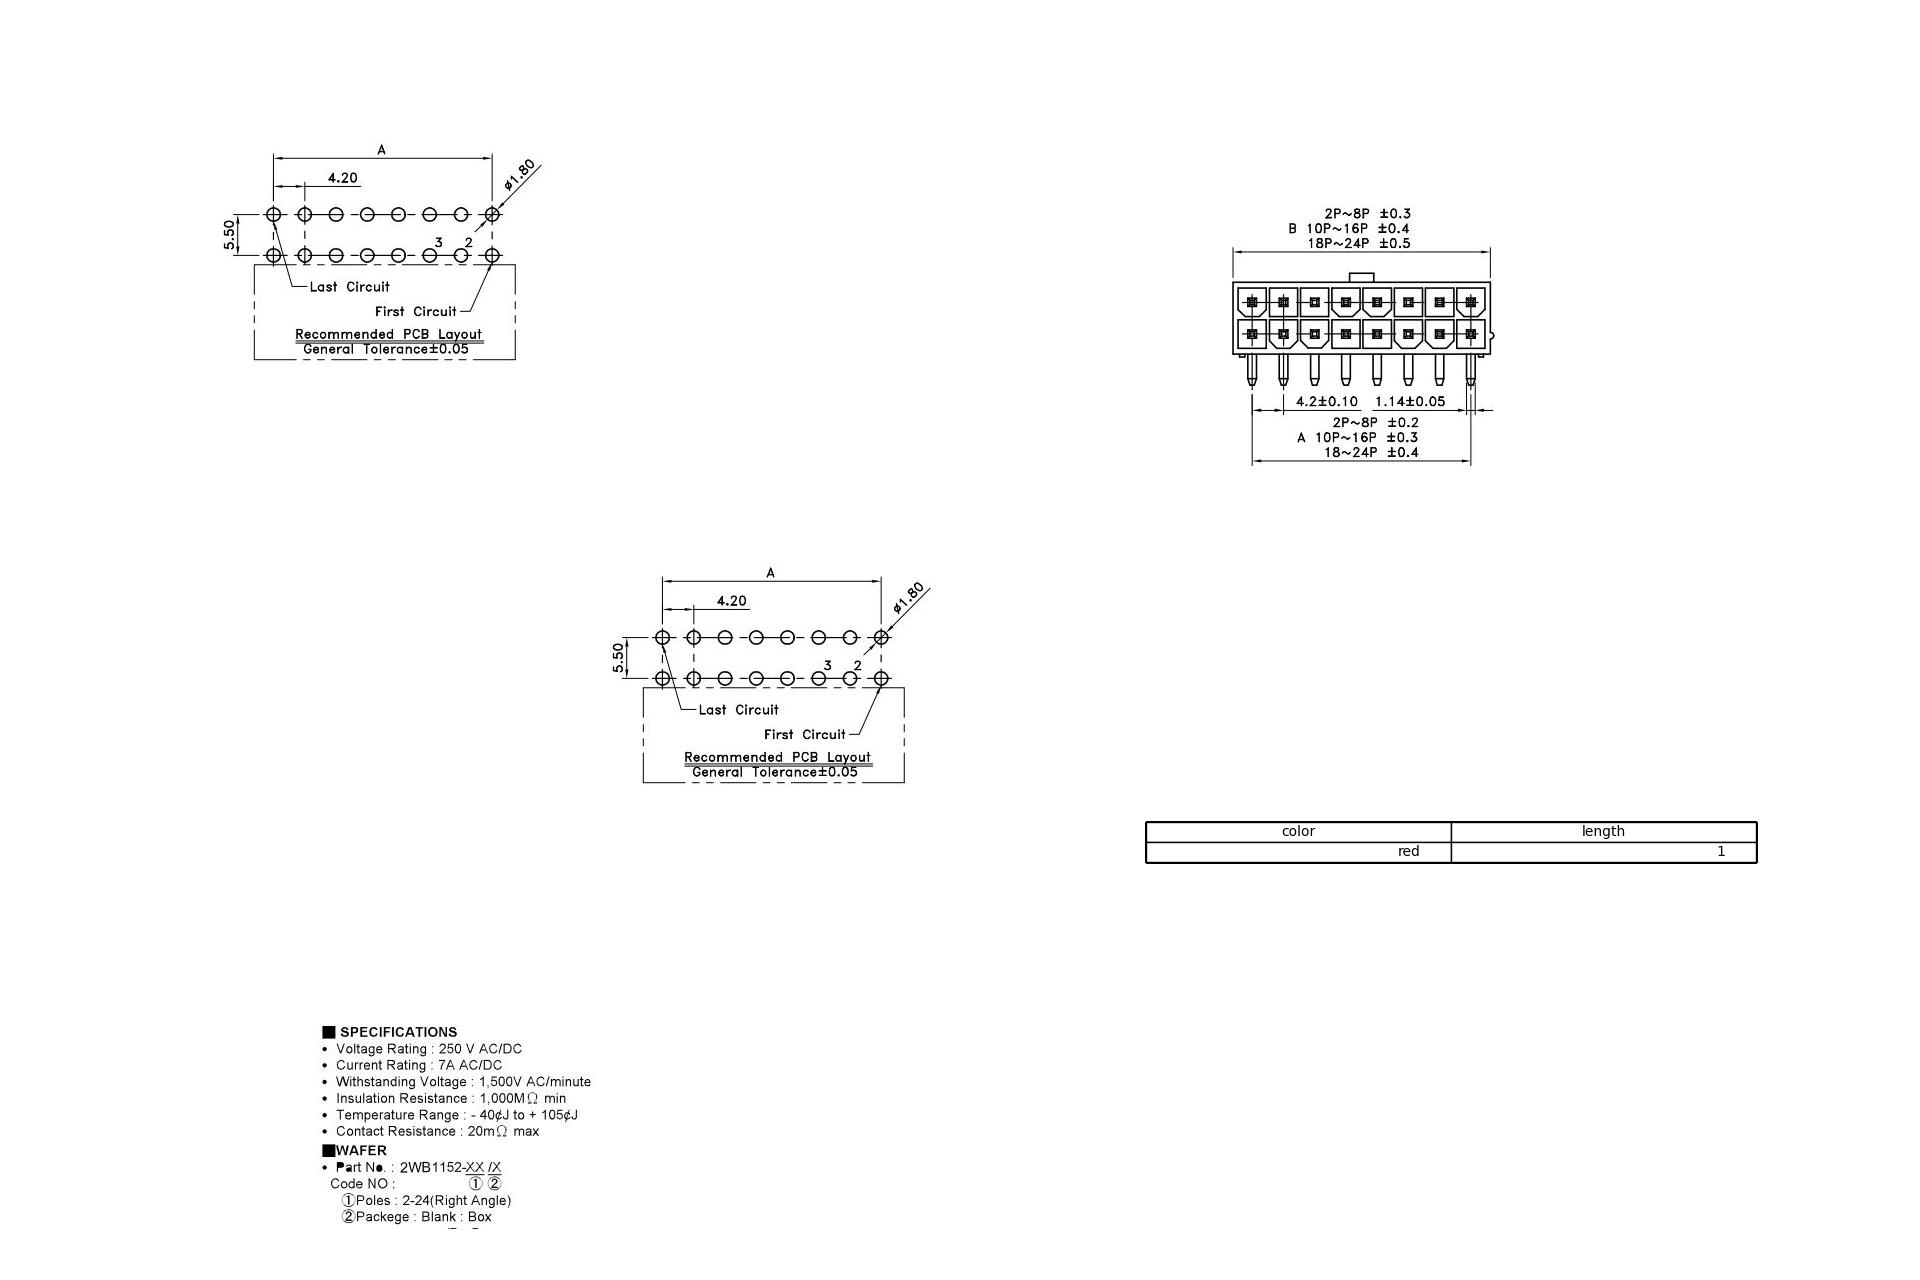 A
4.20
ø1.80
5.50
3 2
Last Circuit
First Circuit
Recommended PCB Layout
General Tolerance±0.05
2P~8P ±0.3
B 10P~16P ±0.4
18P~24P ±0.5
4.2±0.10 1.14±0.05
2P~8P ±0.2
A 10P~16P ±0.3
18~24P ±0.4
A
4.20
ø1.80
5.50
3 2
Last Circuit
First Circuit
Recommended PCB Layout
General Tolerance±0.05
color length
red 1
■ SPECIFICATIONS
• Voltage Rating : 250 V AC/DC
• Current Rating : 7A AC/DC
• Withstanding Voltage : 1,500V AC/minute
• Insulation Resistance : 1,000MΩ min
• Temperature Range : - 40¢J to + 105¢J
• Contact Resistance : 20mΩ max
■WAFER
• Part No. : 2WB1152-XX /X
Code NO : ① ②
①Poles : 2-24(Right Angle)
②Packege : Blank : Box